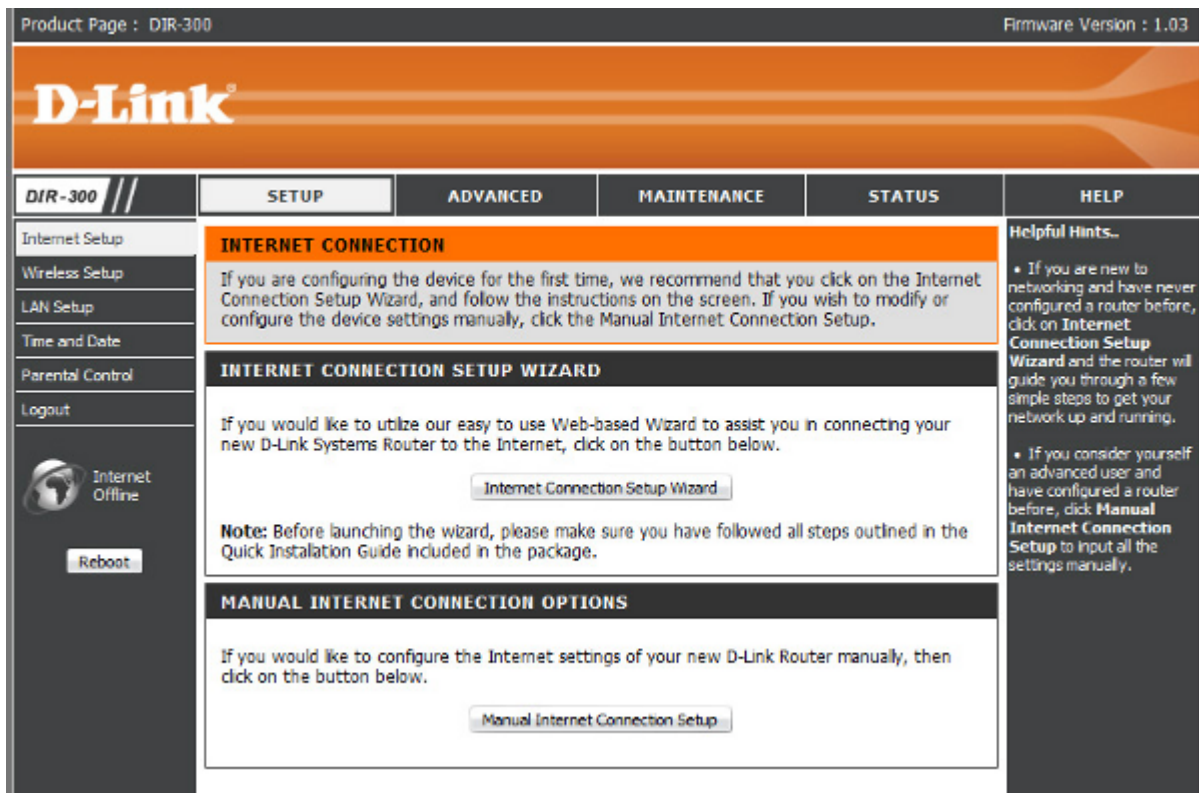 Product Page : DIR-300
Firmware Version : 1.03
D-Link
DIR-300
SETUP
ADVANCED
MAINTENANCE
STATUS
HELP
Internet Setup
Wireless Setup
LAN Setup
Time and Date
Parental Control
Logout
Internet
Offline
Reboot
INTERNET CONNECTION
If you are configuring the device for the first time, we recommend that you click on the Internet
Connection Setup Wizard, and follow the instructions on the screen. If you wish to modify or
configure the device settings manually, click the Manual Internet Connection Setup.
INTERNET CONNECTION SETUP WIZARD
If you would like to utilize our easy to use Web-based Wizard to assist you in connecting your
new D-Link Systems Router to the Internet, click on the button below.
Internet Connection Setup Wizard
Note: Before launching the wizard, please make sure you have followed all steps outlined in the
Quick Installation Guide included in the package.
MANUAL INTERNET CONNECTION OPTIONS
If you would like to configure the Internet settings of your new D-Link Router manually, then
click on the button below.
Manual Internet Connection Setup
Helpful Hints..
• If you are new to
networking and have never
configured a router before,
click on Internet
Connection Setup
Wizard and the router will
guide you through a few
simple steps to get your
network up and running.
• If you consider yourself
an advanced user and
have configured a router
before, click Manual
Internet Connection
Setup to input all the
settings manually.